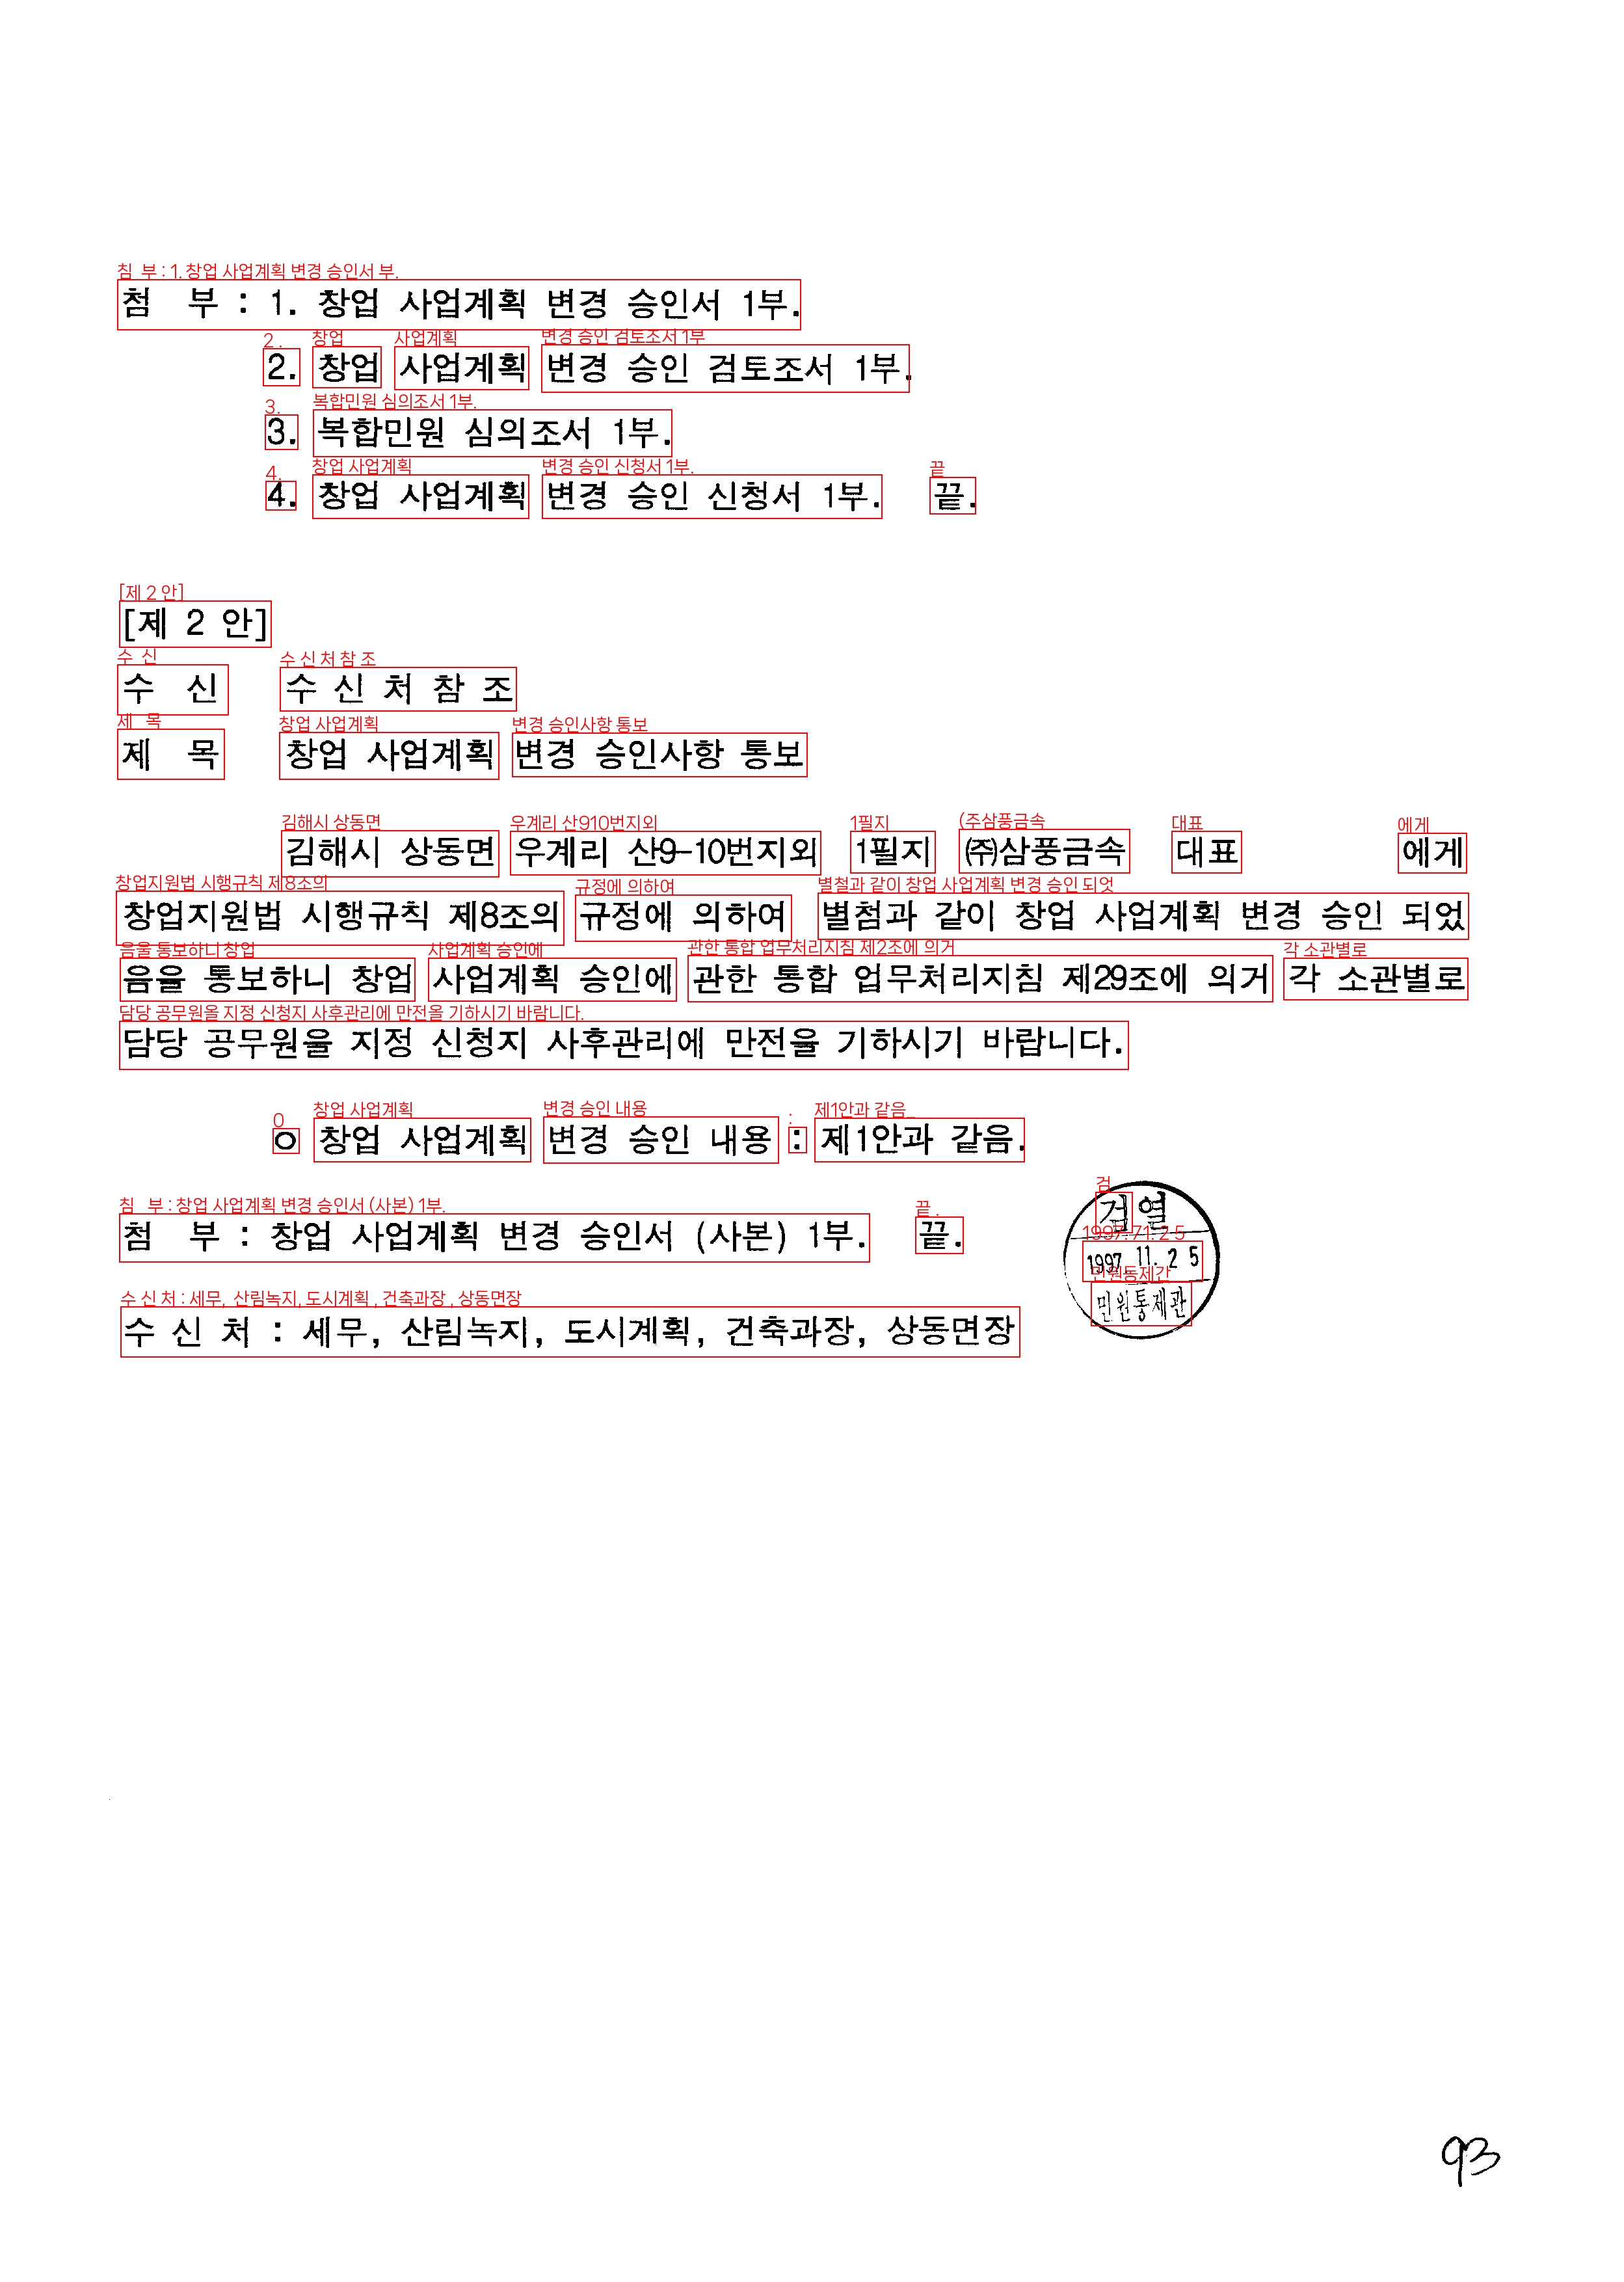 첨 부 : 1. 창업 사업계획 변경 승인서 1부.
2. 창업 사업계획 변경 승인 검토조서 1부.
3. 복합민원 심의조서 1부.
4. 창업 사업계획 변경 승인 신청서 1부. 끝.
[제 2 안]
수 신 수 신 처 참 조
제 목 창업 사업계획 변경 승인사항 통보
김해시 상동면 우계리 산9-10번지외 1필지 ㈜삼풍금속 대표 에게
창업지원법 시행규칙 제8조의 규정에 의하여 별첨과 같이 창업 사업계획 변경 승인 되었
음을 통보하니 창업 사업계획 승인에 관한 통합 업무처리지침 제29조에 의거 각 소관별로
담당 공무원을 지정 신청지 사후관리에 만전을 기하시기 바랍니다.
o 창업 사업계획 변경 승인 내용 : 제1안과 같음.
첨 부 : 창업 사업계획 변경 승인서 (사본) 1부. 끝.
검열
1997. 11. 25
민원통제관
수 신 처 : 세무, 산림녹지, 도시계획, 건축과장, 상동면장
93